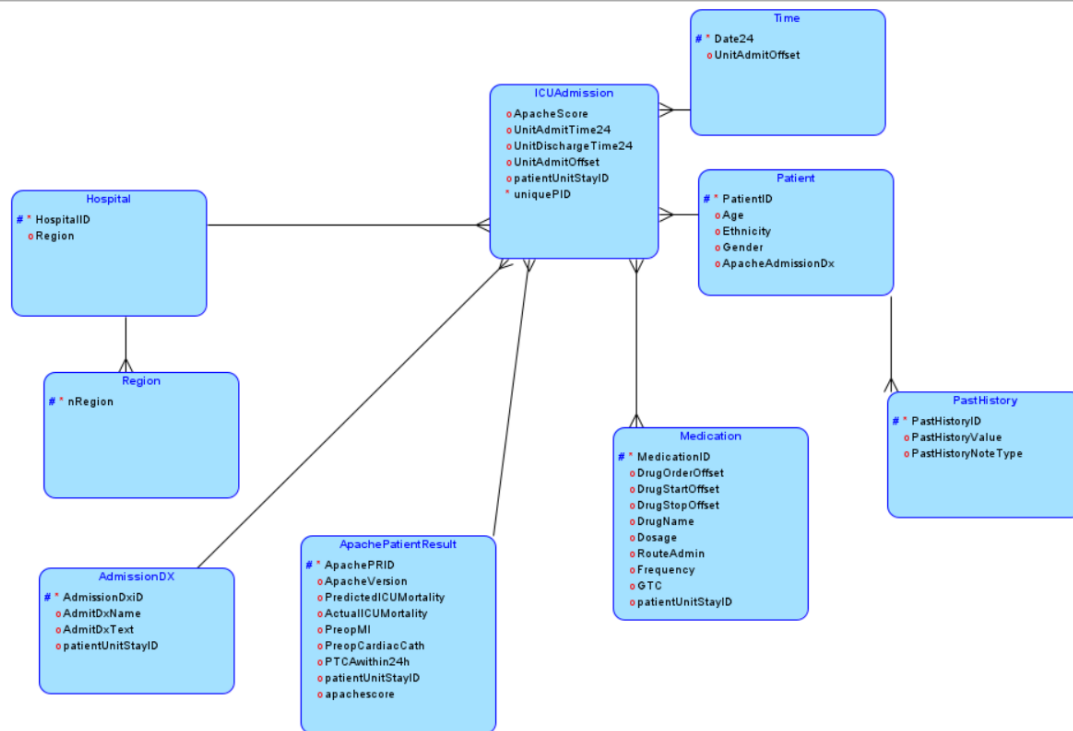 Time
# * Date24
o UnitAdmitOffset
ICUAdmission
o ApacheScore
o UnitAdmitTime24
o UnitDischargeTime24
o UnitAdmitOffset
o patientUnitStayID
* uniquePID
Patient
# * PatientID
o Age
o Ethnicity
o Gender
o ApacheAdmissionDx
Hospital
# * HospitalID
o Region
Region
# * nRegion
PastHistory
# * PastHistoryID
o PastHistoryValue
o PastHistoryNoteType
Medication
# * MedicationID
o DrugOrderOffset
o DrugStartOffset
o DrugStopOffset
o DrugName
o Dosage
o RouteAdmin
o Frequency
o GTC
o patientUnitStayID
ApachePatientResult
# * ApachePRID
o ApacheVersion
o PredictedICUMortality
o ActualICUMortality
o PreopMI
o PreopCardiacCath
o PTCAwithin24h
o patientUnitStayID
o apachescore
AdmissionDX
# * AdmissionDxiD
o AdmitDxName
o AdmitDxText
o patientUnitStayID